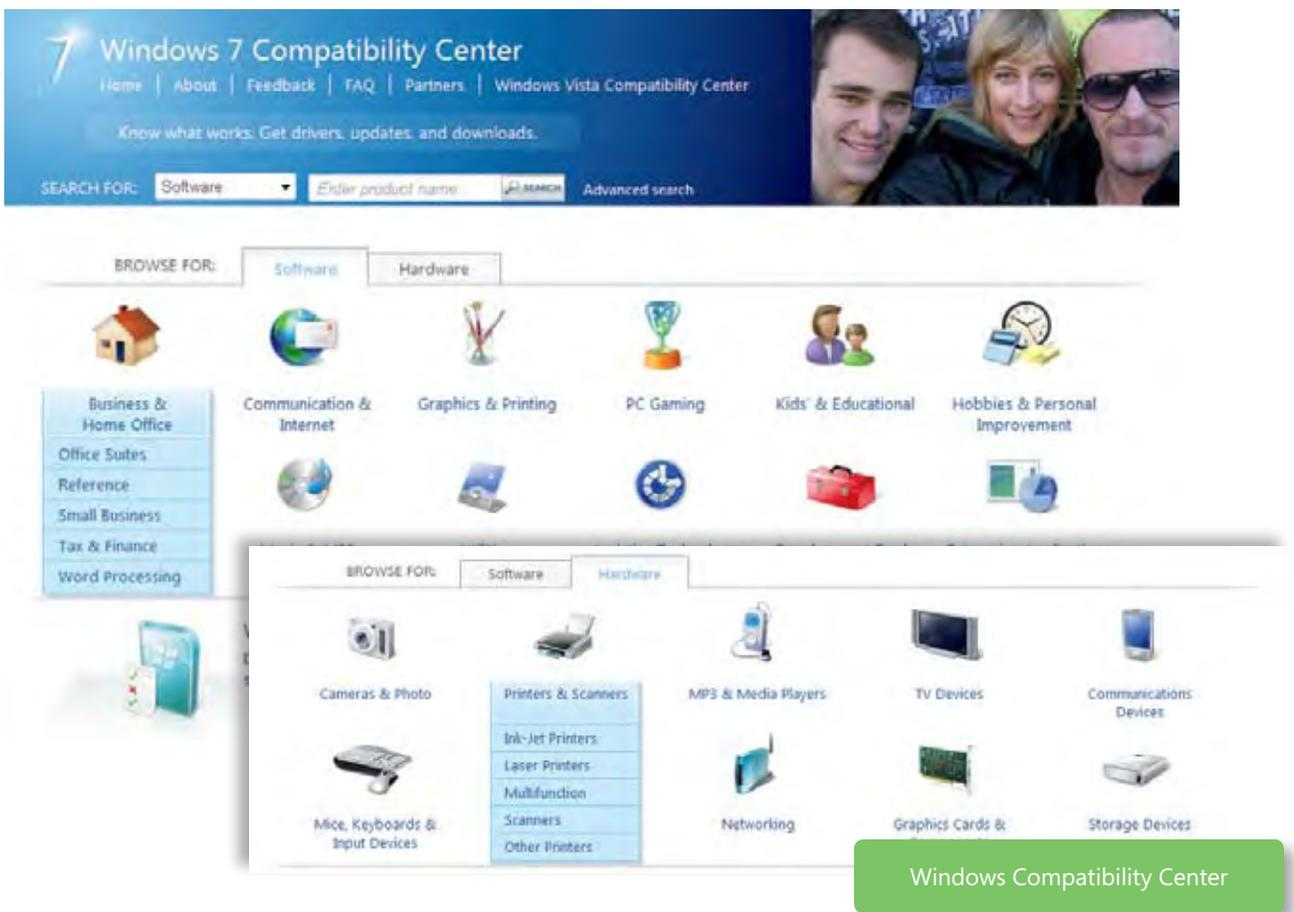 Windows 7 Compatibility Center
Home | About | Feedback | FAQ | Partners | Windows Vista Compatibility Center
Know what works. Get drivers, updates, and downloads.
SEARCH FOR: Software Enter product name SEARCH Advanced search
BROWSE FOR: Software Hardware
Business & Home Office
Communication & Internet
Graphics & Printing
PC Gaming
Kids' & Educational
Hobbies & Personal Improvement
Office Suites
Reference
Small Business
Tax & Finance
Word Processing
BROWSE FOR: Software Hardware
Cameras & Photo
Printers & Scanners
MP3 & Media Players
TV Devices
Communications Devices
Ink-Jet Printers
Laser Printers
Multifunction
Scanners
Other Printers
Mice, Keyboards & Input Devices
Networking
Graphics Cards &
Storage Devices
Windows Compatibility Center